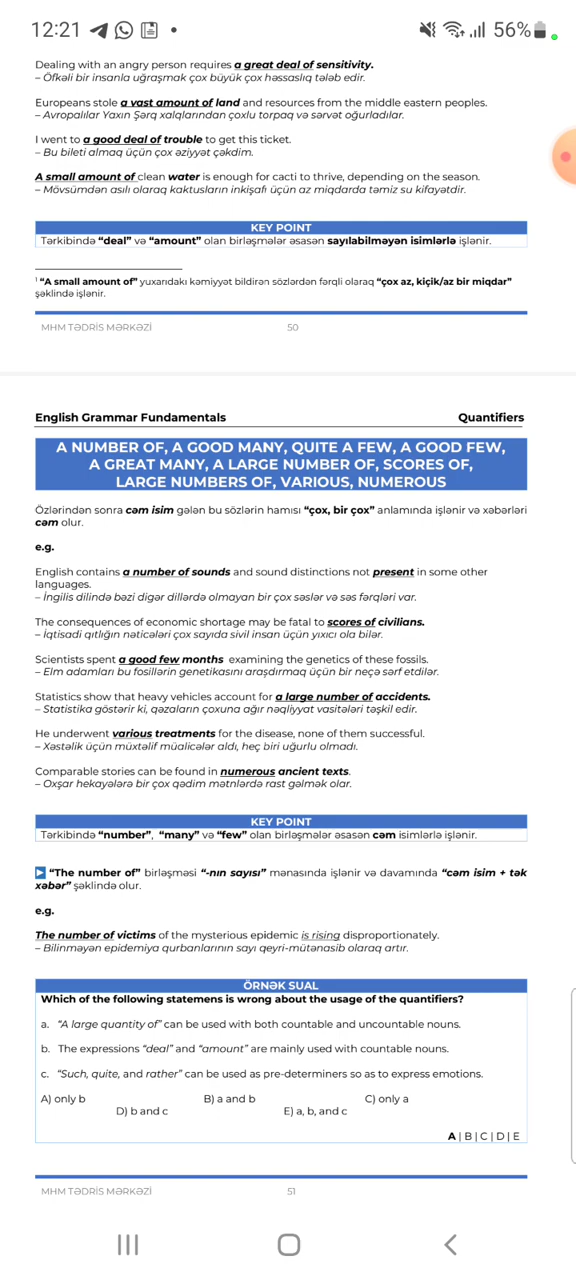 12:21
56%
Dealing with an angry person requires a great deal of sensitivity.
– Öfkəli bir insanla uğraşmak çox büyük çox hassaslıq tələb edir.
Europeans stole a vast amount of land and resources from the middle eastern peoples.
– Avropalılar Yaxın Şərq xalqlarından çoxlu torpaq və sərvət oğurladılar.
I went to a good deal of trouble to get this ticket.
– Bu bileti almaq üçün çox əziyyət çəkdim.
A small amount of clean water is enough for cacti to thrive, depending on the season.
– Mövsümdən asılı olaraq kaktusların inkişafı üçün az miqdarda təmiz su kifayətdir.
KEY POINT
Tərkibində “deal” və “amount” olan birləşmələr əsasən sayılabilməyən isimlərlə işlənir.
¹ “A small amount of” yuxarıdakı kəmiyyət bildirən sözlərdən fərqli olaraq “çox az, kiçik/az bir miqdar”
şəklində işlənir.
MHM TƏDRİS MƏRKƏZİ 50
English Grammar Fundamentals Quantifiers
A NUMBER OF, A GOOD MANY, QUITE A FEW, A GOOD FEW,
A GREAT MANY, A LARGE NUMBER OF, SCORES OF,
LARGE NUMBERS OF, VARIOUS, NUMEROUS
Özlərindən sonra cəm isim gələn bu sözlərin hamısı “çox, bir çox” anlamında işlənir və xəbərləri
cəm olur.
e.g.
English contains a number of sounds and sound distinctions not present in some other
languages.
– İngilis dilində bəzi digər dillərdə olmayan bir çox səslər və səs fərqləri var.
The consequences of economic shortage may be fatal to scores of civilians.
– İqtisadi qıtlığın nəticələri çox sayıda sivil insan üçün yıxıcı ola bilər.
Scientists spent a good few months examining the genetics of these fossils.
– Elm adamları bu fosillərin genetikasını araşdırmaq üçün bir neçə sərf etdilər.
Statistics show that heavy vehicles account for a large number of accidents.
– Statistika göstərir ki, qəzaların çoxuna ağır nəqliyyat vasitələri təşkil edir.
He underwent various treatments for the disease, none of them successful.
– Xəstəlik üçün müxtəlif müalicələr aldı, heç biri uğurlu olmadı.
Comparable stories can be found in numerous ancient texts.
– Oxşar hekayələrə bir çox qədim mətnlərdə rast gəlmək olar.
KEY POINT
Tərkibində “number”, “many” və “few” olan birləşmələr əsasən cəm isimlərlə işlənir.
“The number of” birləşməsi “-nın sayısı” mənasında işlənir və davamında “cəm isim + tək
xəbər” şəklində olur.
e.g.
The number of victims of the mysterious epidemic is rising disproportionately.
– Bilinməyən epidemiya qurbanlarının sayı qeyri-mütənasib olaraq artır.
ÖRNƏK SUAL
Which of the following statemens is wrong about the usage of the quantifiers?
a. “A large quantity of” can be used with both countable and uncountable nouns.
b. The expressions “deal” and “amount” are mainly used with countable nouns.
c. “Such, quite, and rather” can be used as pre-determiners so as to express emotions.
A) only b B) a and b C) only a
D) b and c E) a, b, and c
A | B | C | D | E
MHM TƏDRİS MƏRKƏZİ 51